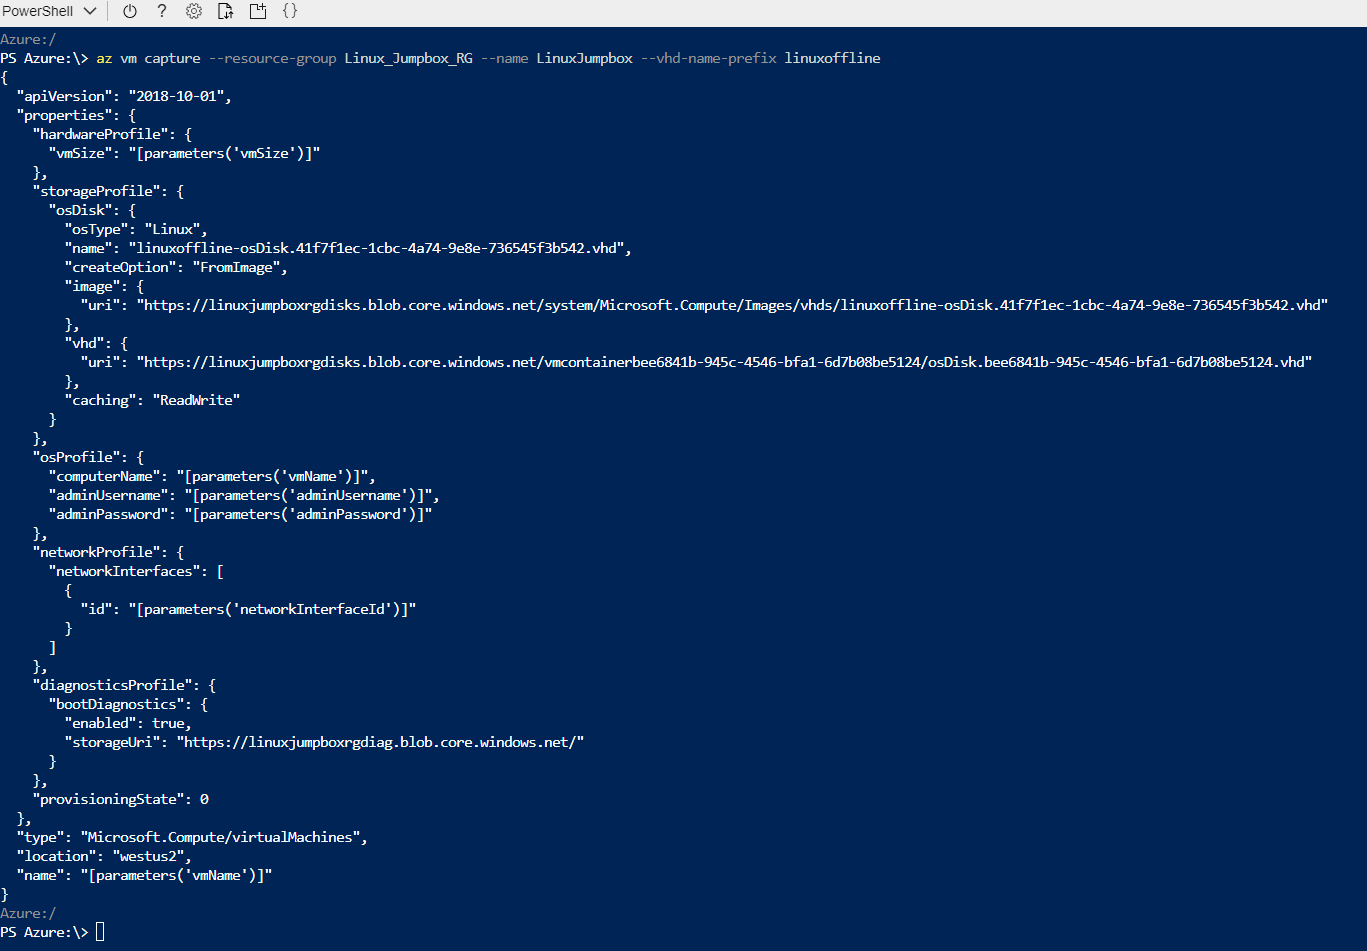 PowerShell ?
Azure:/
PS Azure:\> az vm capture --resource-group Linux_Jumpbox_RG --name LinuxJumpbox --vhd-name-prefix linuxoffline
{
  "apiVersion": "2018-10-01",
  "properties": {
    "hardwareProfile": {
      "vmSize": "[parameters('vmSize')]"
    },
    "storageProfile": {
      "osDisk": {
        "osType": "Linux",
        "name": "linuxoffline-osDisk.41f7f1ec-1cbc-4a74-9e8e-736545f3b542.vhd",
        "createOption": "FromImage",
        "image": {
          "uri": "https://linuxjumpboxrgdisks.blob.core.windows.net/system/Microsoft.Compute/Images/vhds/linuxoffline-osDisk.41f7f1ec-1cbc-4a74-9e8e-736545f3b542.vhd"
        },
        "vhd": {
          "uri": "https://linuxjumpboxrgdisks.blob.core.windows.net/vmcontainerbee6841b-945c-4546-bfa1-6d7b08be5124/osDisk.bee6841b-945c-4546-bfa1-6d7b08be5124.vhd"
        },
        "caching": "ReadWrite"
      }
    },
    "osProfile": {
      "computerName": "[parameters('vmName')]",
      "adminUsername": "[parameters('adminUsername')]",
      "adminPassword": "[parameters('adminPassword')]"
    },
    "networkProfile": {
      "networkInterfaces": [
        {
          "id": "[parameters('networkInterfaceId')]"
        }
      ]
    },
    "diagnosticsProfile": {
      "bootDiagnostics": {
        "enabled": true,
        "storageUri": "https://linuxjumpboxrgdiag.blob.core.windows.net/"
      }
    },
    "provisioningState": 0
  },
  "type": "Microsoft.Compute/virtualMachines",
  "location": "westus2",
  "name": "[parameters('vmName')]"
}
Azure:/
PS Azure:\>